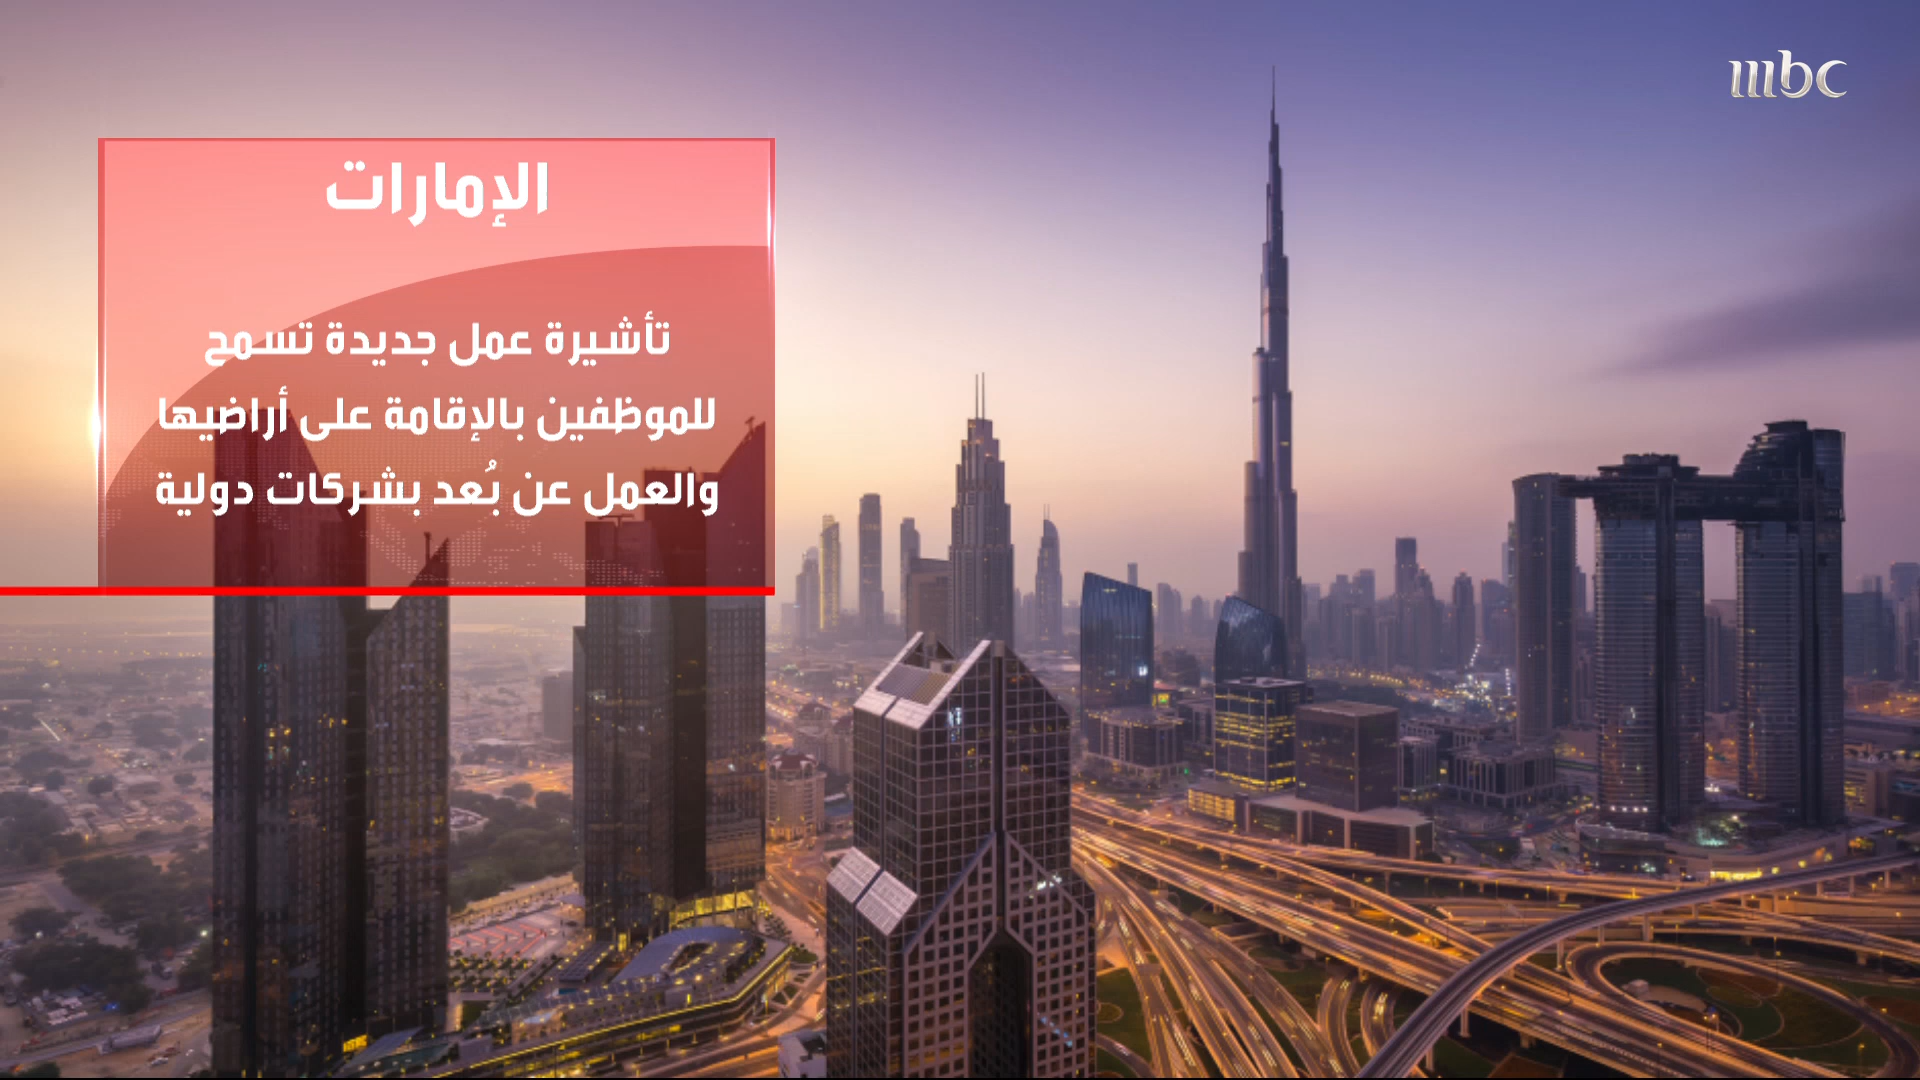 mbc
الإمارات
تأشيرة عمل جديدة تسمح
للموظفين بالإقامة على أراضيها
والعمل عن بُعد بشركات دولية